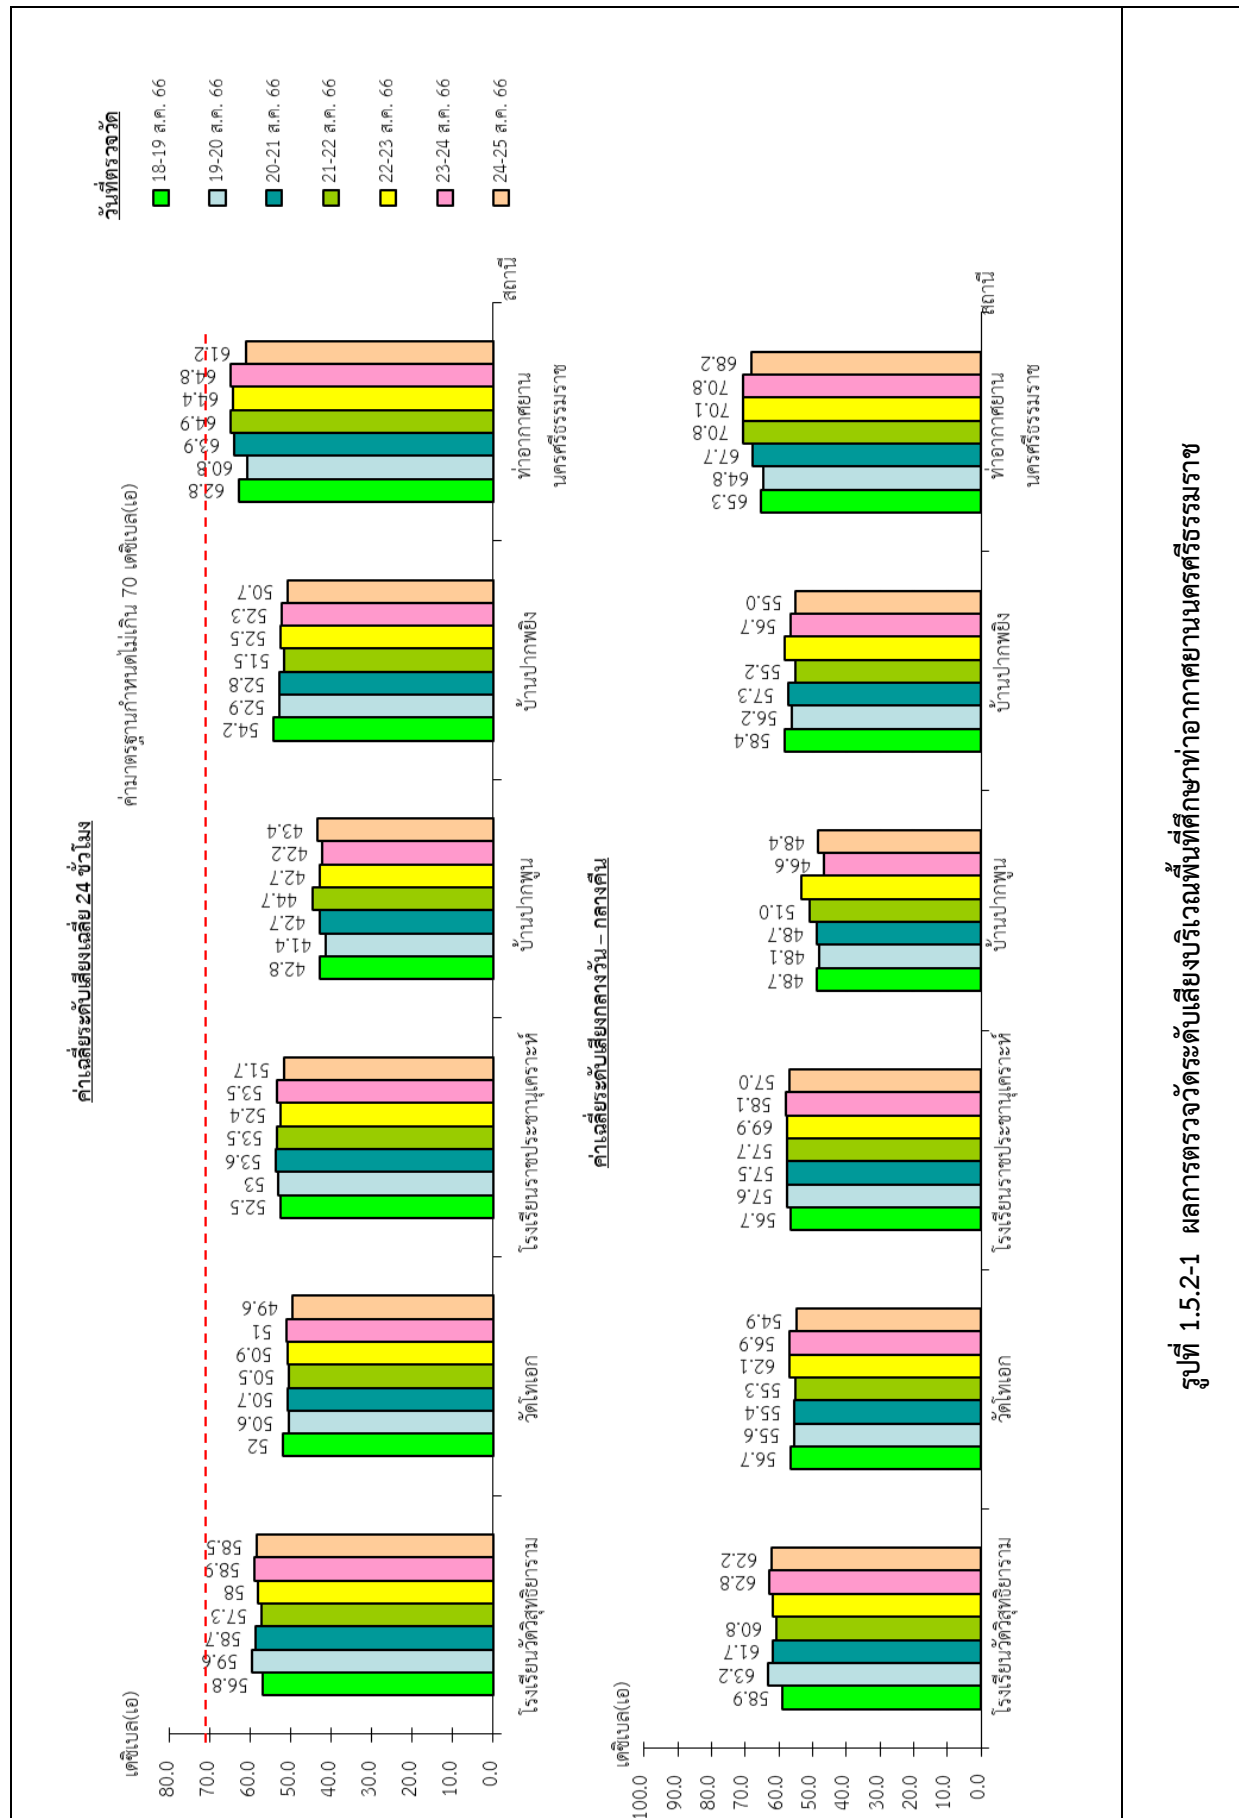 วันที่ตรวจวัด
18-19 ส.ค. 66
19-20 ส.ค. 66
20-21 ส.ค. 66
21-22 ส.ค. 66
22-23 ส.ค. 66
23-24 ส.ค. 66
24-25 ส.ค. 66
ค่าเฉลี่ยระดับเสียงเฉลี่ย 24 ชั่วโมง
ค่ามาตรฐานกำหนดไม่เกิน 70 เดซิเบล(เอ)
เดซิเบล(เอ)
80.0
70.0
60.0
50.0
40.0
30.0
20.0
10.0
0.0
56.8 59.6 58.7 57.3 58 58.9 58.5
52 50.6 50.7 50.5 50.9 51 49.6
52.5 53 53.6 53.5 52.4 53.5 51.7
42.8 41.4 42.7 44.7 42.7 42.2 43.4
54.2 52.9 52.8 51.5 52.5 52.3 50.7
62.8 60.8 63.9 64.9 64.4 64.8 61.2
โรงเรียนวัดวิสุทธิยาราม
วัดโทเอก
โรงเรียนราชประชานุเคราะห์
บ้านปากพูน
บ้านปากพยิง
ท่าอากาศยาน
นครศรีธรรมราช
สถานี
ค่าเฉลี่ยระดับเสียงกลางวัน – กลางคืน
เดซิเบล(เอ)
100.0
90.0
80.0
70.0
60.0
50.0
40.0
30.0
20.0
10.0
0.0
58.9 63.2 61.7 60.8 62.8 62.2
56.7 55.6 55.4 55.3 62.1 56.9 54.9
56.7 57.6 57.5 57.7 69.9 58.1 57.0
48.7 48.1 48.7 51.0 46.6 48.4
58.4 56.2 57.3 55.2 56.7 55.0
65.3 64.8 67.7 70.8 70.1 70.8 68.2
โรงเรียนวัดวิสุทธิยาราม
วัดโทเอก
โรงเรียนราชประชานุเคราะห์
บ้านปากพูน
บ้านปากพยิง
ท่าอากาศยาน
นครศรีธรรมราช
สถานี
รูปที่ 1.5.2-1 ผลการตรวจวัดระดับเสียงบริเวณพื้นที่ศึกษาท่าอากาศยานนครศรีธรรมราช